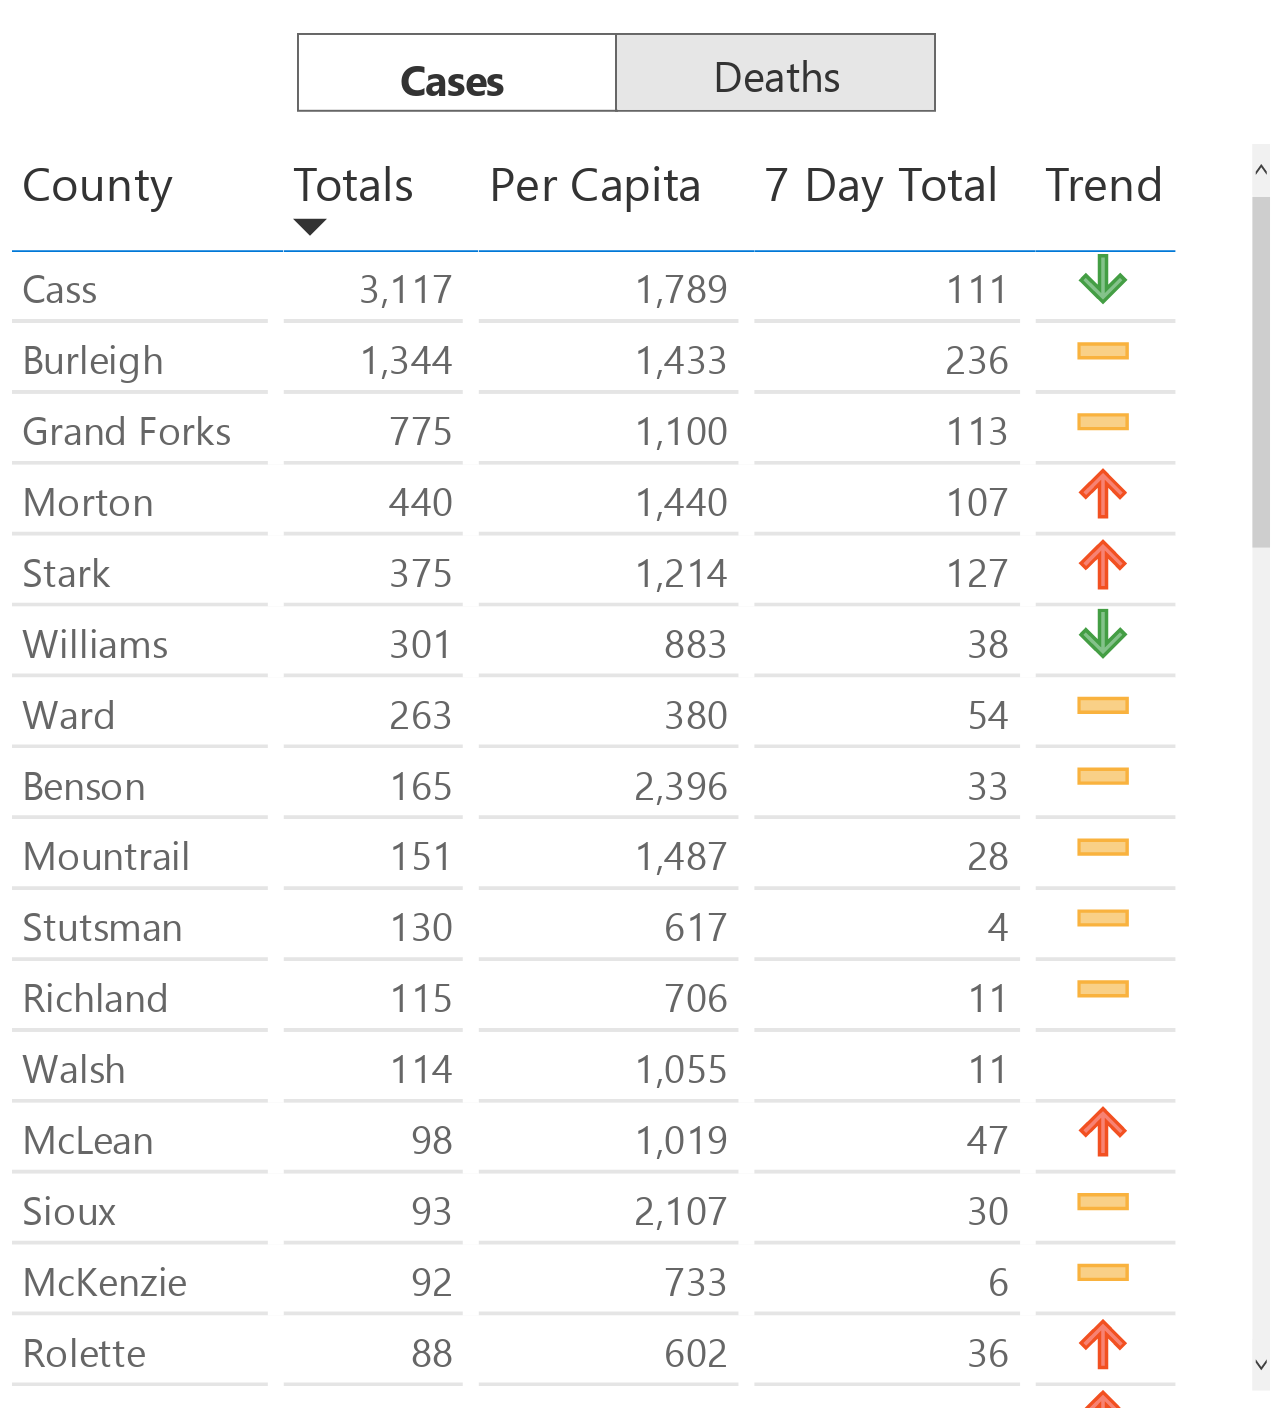 Cases Deaths
County Totals Per Capita 7 Day Total Trend
Cass 3,117 1,789 111
Burleigh 1,344 1,433 236
Grand Forks 775 1,100 113
Morton 440 1,440 107
Stark 375 1,214 127
Williams 301 883 38
Ward 263 380 54
Benson 165 2,396 33
Mountrail 151 1,487 28
Stutsman 130 617 4
Richland 115 706 11
Walsh 114 1,055 11
McLean 98 1,019 47
Sioux 93 2,107 30
McKenzie 92 733 6
Rolette 88 602 36